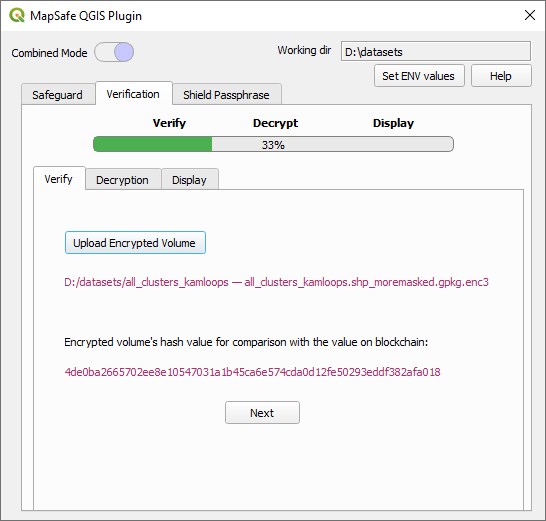 MapSafe QGIS Plugin
Combined Mode
Working dir D:\datasets
Set ENV values Help
Safeguard Verification Shield Passphrase
Verify Decrypt Display
33%
Verify Decryption Display
Upload Encrypted Volume
D:/datasets/all_clusters_kamloops — all_clusters_kamloops.shp_moremasked.gpkg.enc3
Encrypted volume's hash value for comparison with the value on blockchain:
4de0ba2665702ee8e10547031a1b45ca6e574cda0d12fe50293eddf382afa018
Next